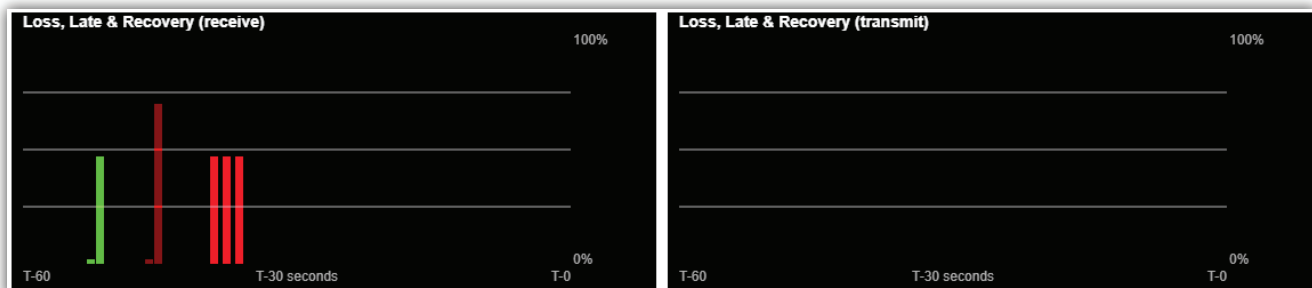 Loss, Late & Recovery (receive)
100%
0%
T-60
T-30 seconds
T-0
Loss, Late & Recovery (transmit)
100%
0%
T-60
T-30 seconds
T-0